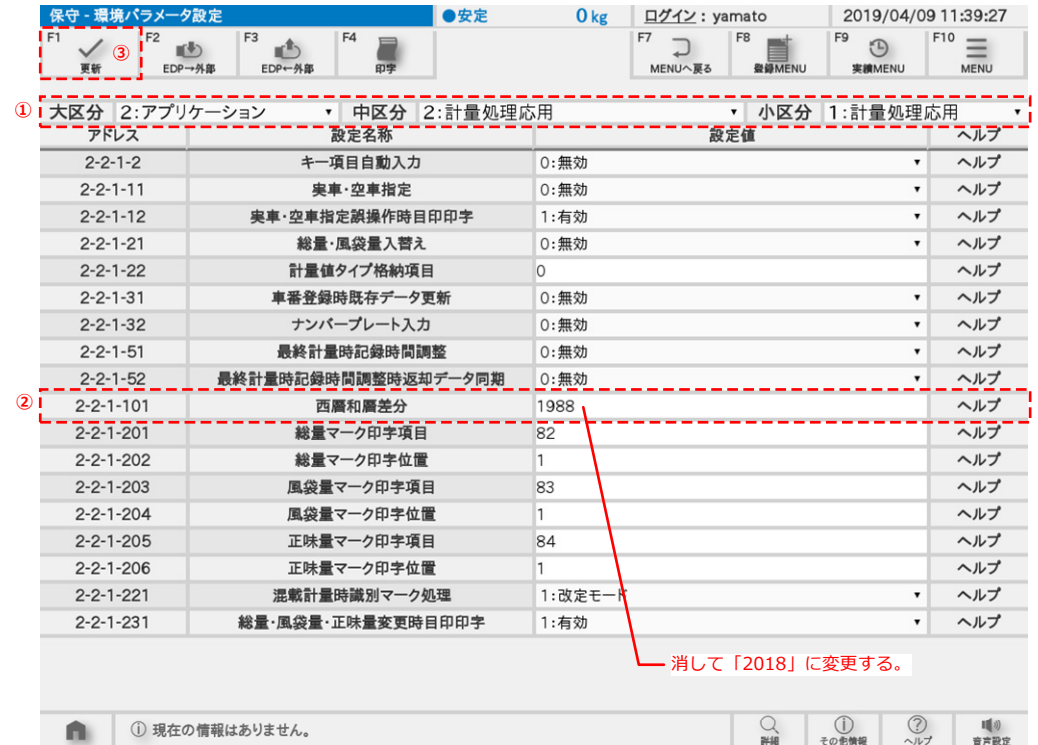 保守 - 環境パラメータ設定 ●安定 0 kg ログイン : yamato 2019/04/09 11:39:27
F1 F2 F3 F4 F7 F8 F9 F10
③
更新 EDP→外部 EDP←外部 印字 MENUへ戻る 登録MENU 実績MENU MENU
① 大区分 2:アプリケーション 中区分 2:計量処理応用 小区分 1:計量処理応用
アドレス 設定名称 設定値 ヘルプ
2-2-1-2 キー項目自動入力 0:無効 ヘルプ
2-2-1-11 実車・空車指定 0:無効 ヘルプ
2-2-1-12 実車・空車指定誤操作時目印印字 1:有効 ヘルプ
2-2-1-21 総量・風袋量入替え 0:無効 ヘルプ
2-2-1-22 計量値タイプ格納項目 0 ヘルプ
2-2-1-31 車番登録時既存データ更新 0:無効 ヘルプ
2-2-1-32 ナンバープレート入力 0:無効 ヘルプ
2-2-1-51 最終計量時記録時間調整 0:無効 ヘルプ
2-2-1-52 最終計量時記録時間調整時返却データ同期 0:無効 ヘルプ
② 2-2-1-101 西暦和暦差分 1988 ヘルプ
2-2-1-201 総量マーク印字項目 82 ヘルプ
2-2-1-202 総量マーク印字位置 1 ヘルプ
2-2-1-203 風袋量マーク印字項目 83 ヘルプ
2-2-1-204 風袋量マーク印字位置 1 ヘルプ
2-2-1-205 正味量マーク印字項目 84 ヘルプ
2-2-1-206 正味量マーク印字位置 1 ヘルプ
2-2-1-221 混載計量時識別マーク処理 1:改定モード ヘルプ
2-2-1-231 総量・風袋量・正味量変更時目印印字 1:有効 ヘルプ
消して「2018」に変更する。
現在の情報はありません。 詳細 その他情報 ヘルプ 音声設定